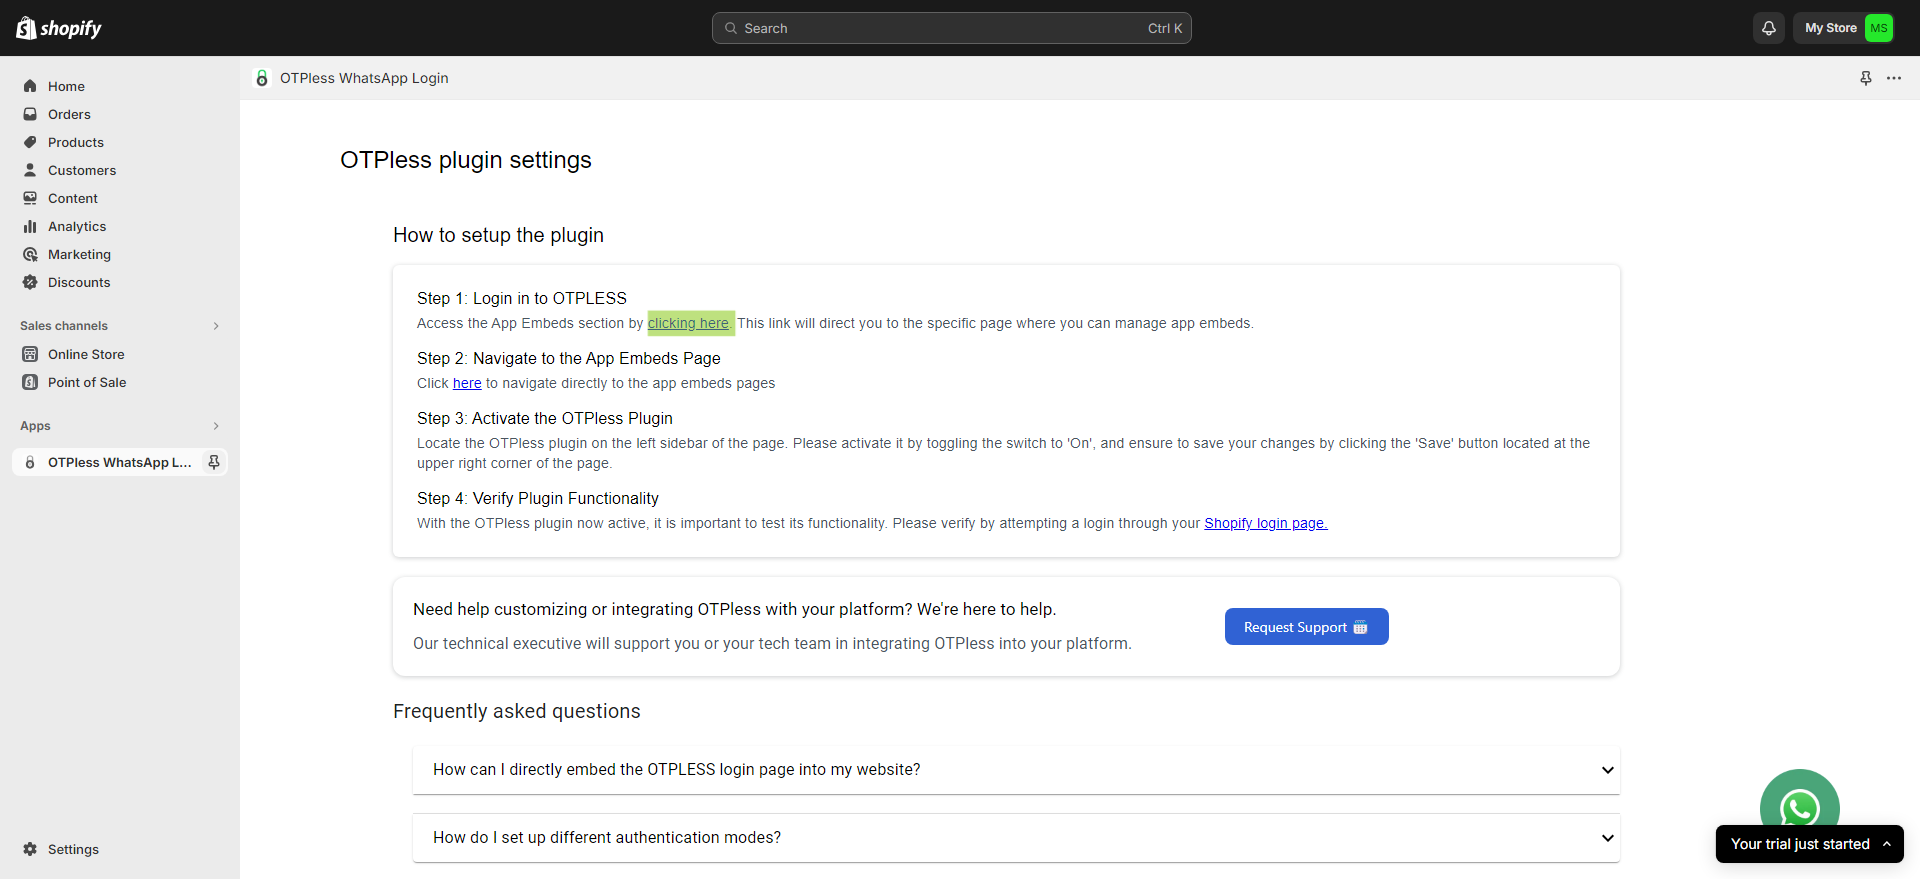 shopify
Search
Ctrl K
My Store
MS
Home
Orders
Products
Customers
Content
Analytics
Marketing
Discounts
Sales channels
Online Store
Point of Sale
Apps
OTPless WhatsApp L...
Settings
OTPless WhatsApp Login
OTPless plugin settings
How to setup the plugin
Step 1: Login in to OTPLESS
Access the App Embeds section by clicking here. This link will direct you to the specific page where you can manage app embeds.
Step 2: Navigate to the App Embeds Page
Click here to navigate directly to the app embeds pages
Step 3: Activate the OTPless Plugin
Locate the OTPless plugin on the left sidebar of the page. Please activate it by toggling the switch to 'On', and ensure to save your changes by clicking the 'Save' button located at the
upper right corner of the page.
Step 4: Verify Plugin Functionality
With the OTPless plugin now active, it is important to test its functionality. Please verify by attempting a login through your Shopify login page.
Need help customizing or integrating OTPless with your platform? We're here to help.
Our technical executive will support you or your tech team in integrating OTPless into your platform.
Request Support
Frequently asked questions
How can I directly embed the OTPLESS login page into my website?
How do I set up different authentication modes?
Your trial just started